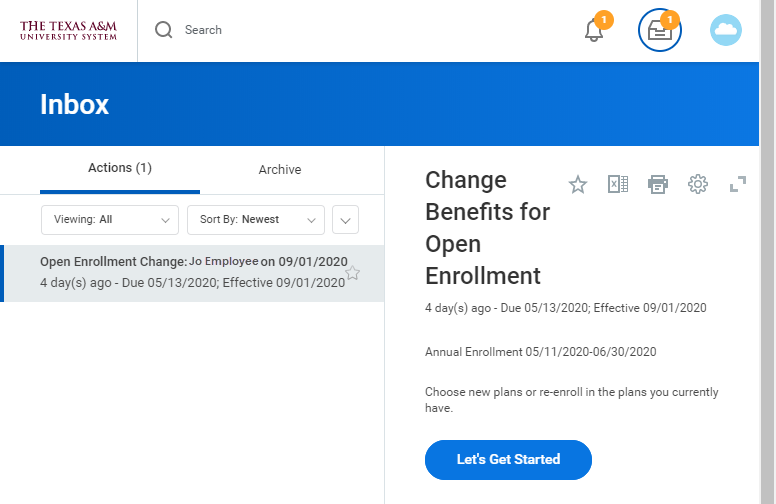 THE TEXAS A&M
UNIVERSITY SYSTEM
Search
1
1
Inbox
Actions (1)
Archive
Viewing: All
Sort By: Newest
Open Enrollment Change: Jo Employee on 09/01/2020
4 day(s) ago - Due 05/13/2020; Effective 09/01/2020
Change
Benefits for
Open
Enrollment
4 day(s) ago - Due 05/13/2020; Effective 09/01/2020
Annual Enrollment 05/11/2020-06/30/2020
Choose new plans or re-enroll in the plans you currently
have.
Let's Get Started